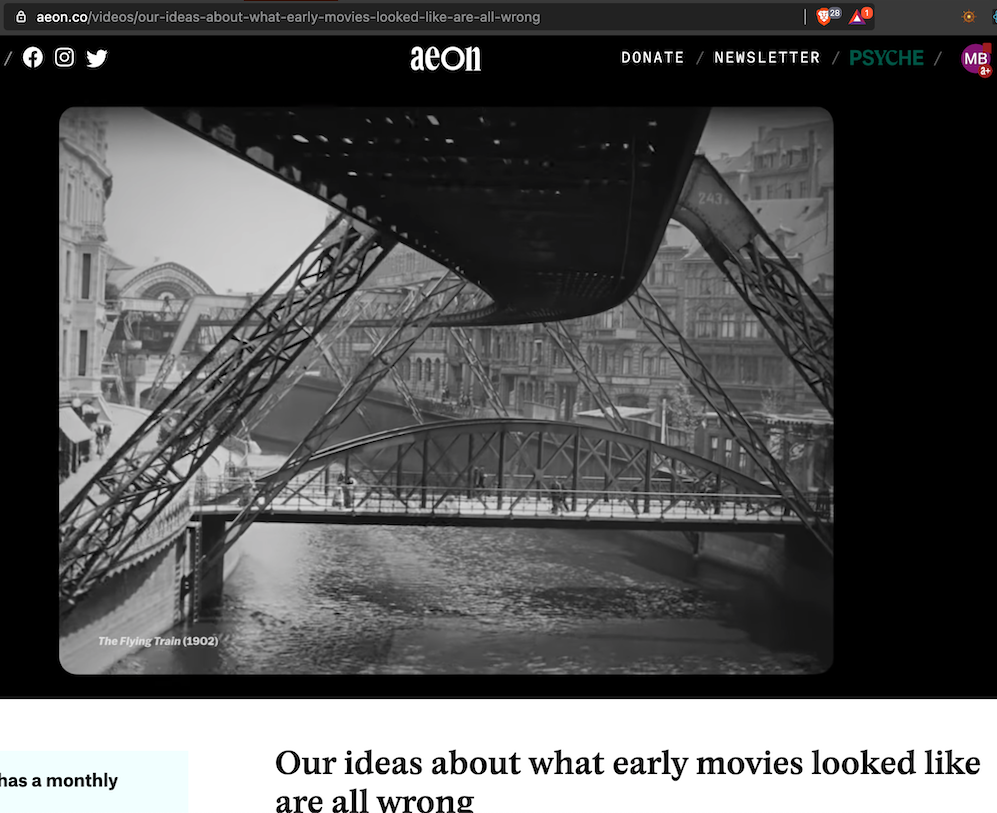 aeon.co/videos/our-ideas-about-what-early-movies-looked-like-are-all-wrong
28
1
/
aeon
DONATE / NEWSLETTER / PSYCHE /
MB
a+
243
The Flying Train (1902)
has a monthly
Our ideas about what early movies looked like
are all wrong